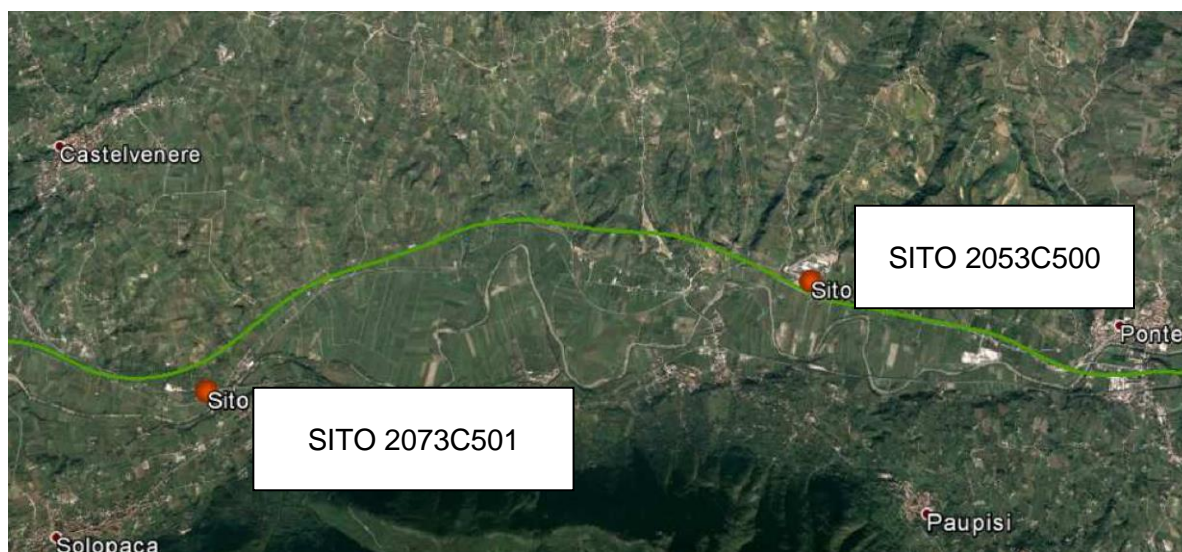 Castelvenere
SITO 2053C500
Sito
Ponte
Sito
SITO 2073C501
Paupisi
Solopaca